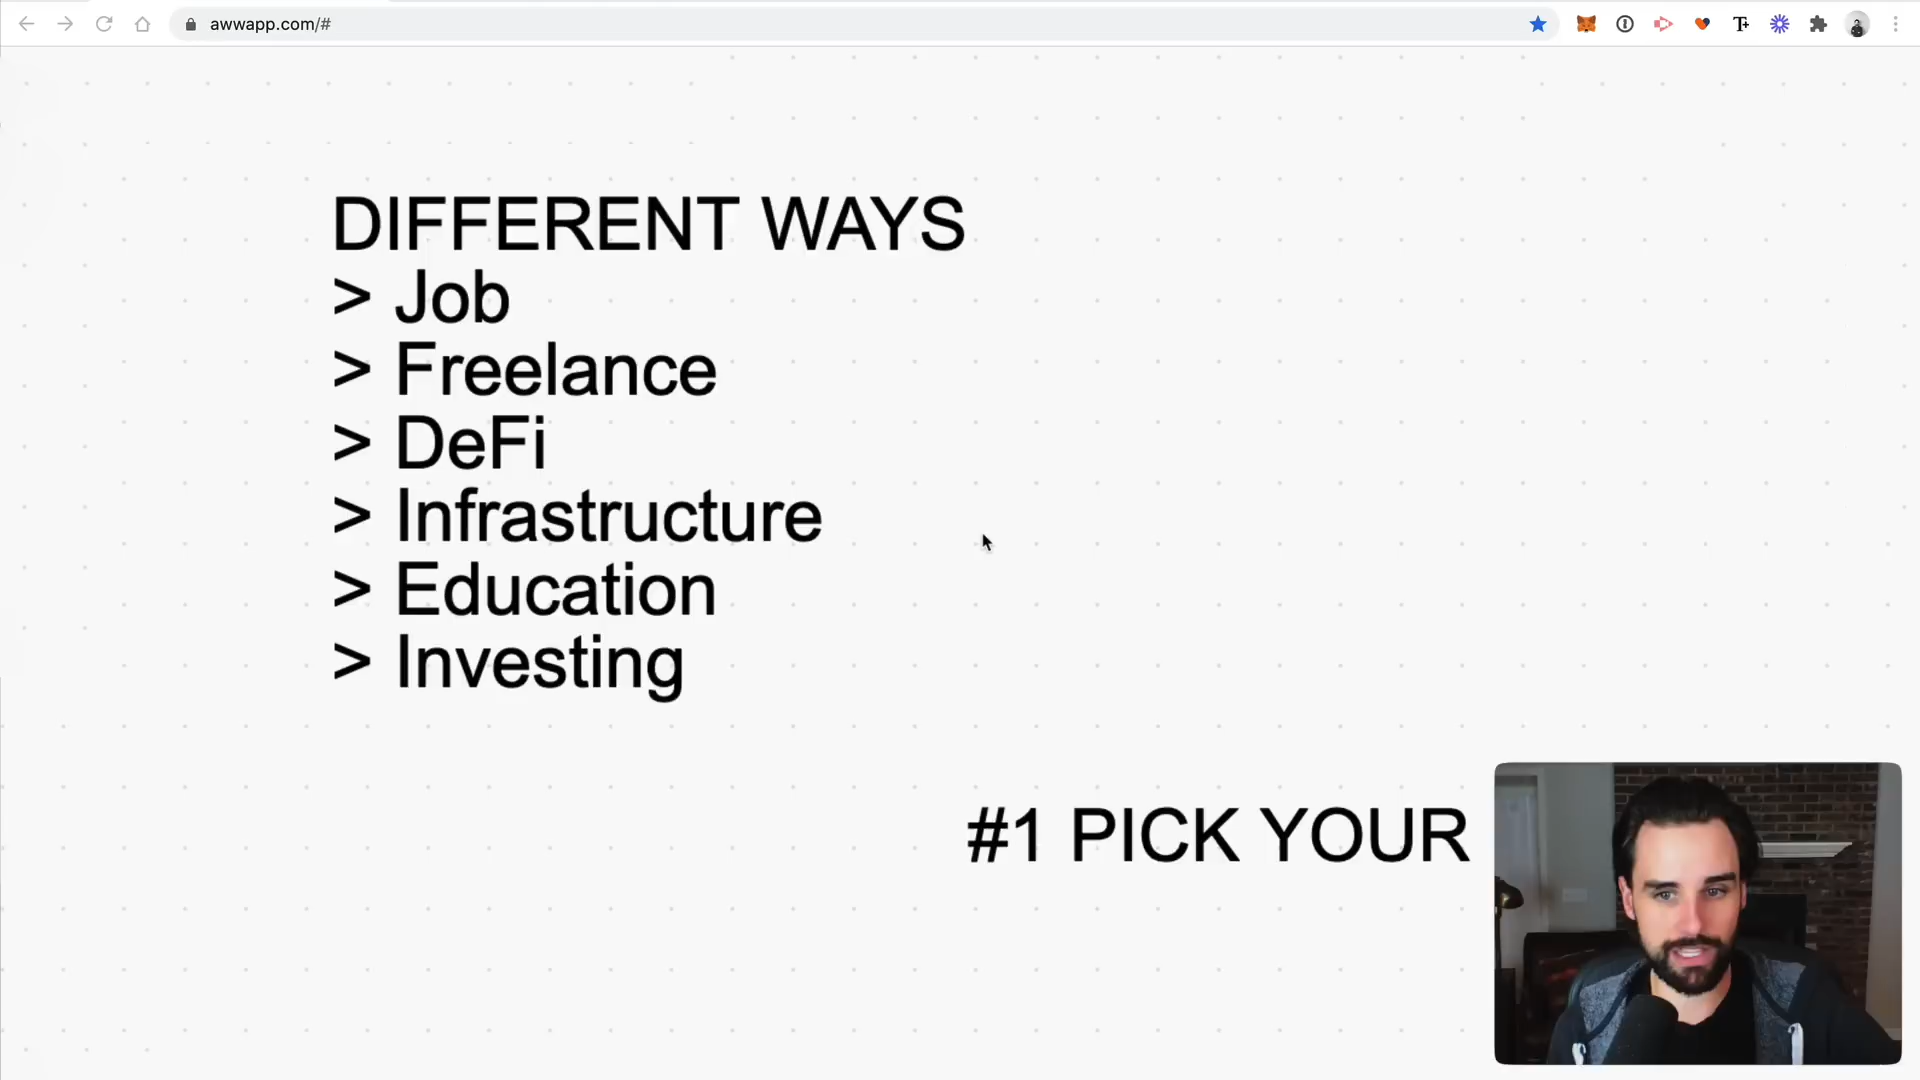 awwapp.com/#
DIFFERENT WAYS
> Job
> Freelance
> DeFi
> Infrastructure
> Education
> Investing
#1 PICK YOUR